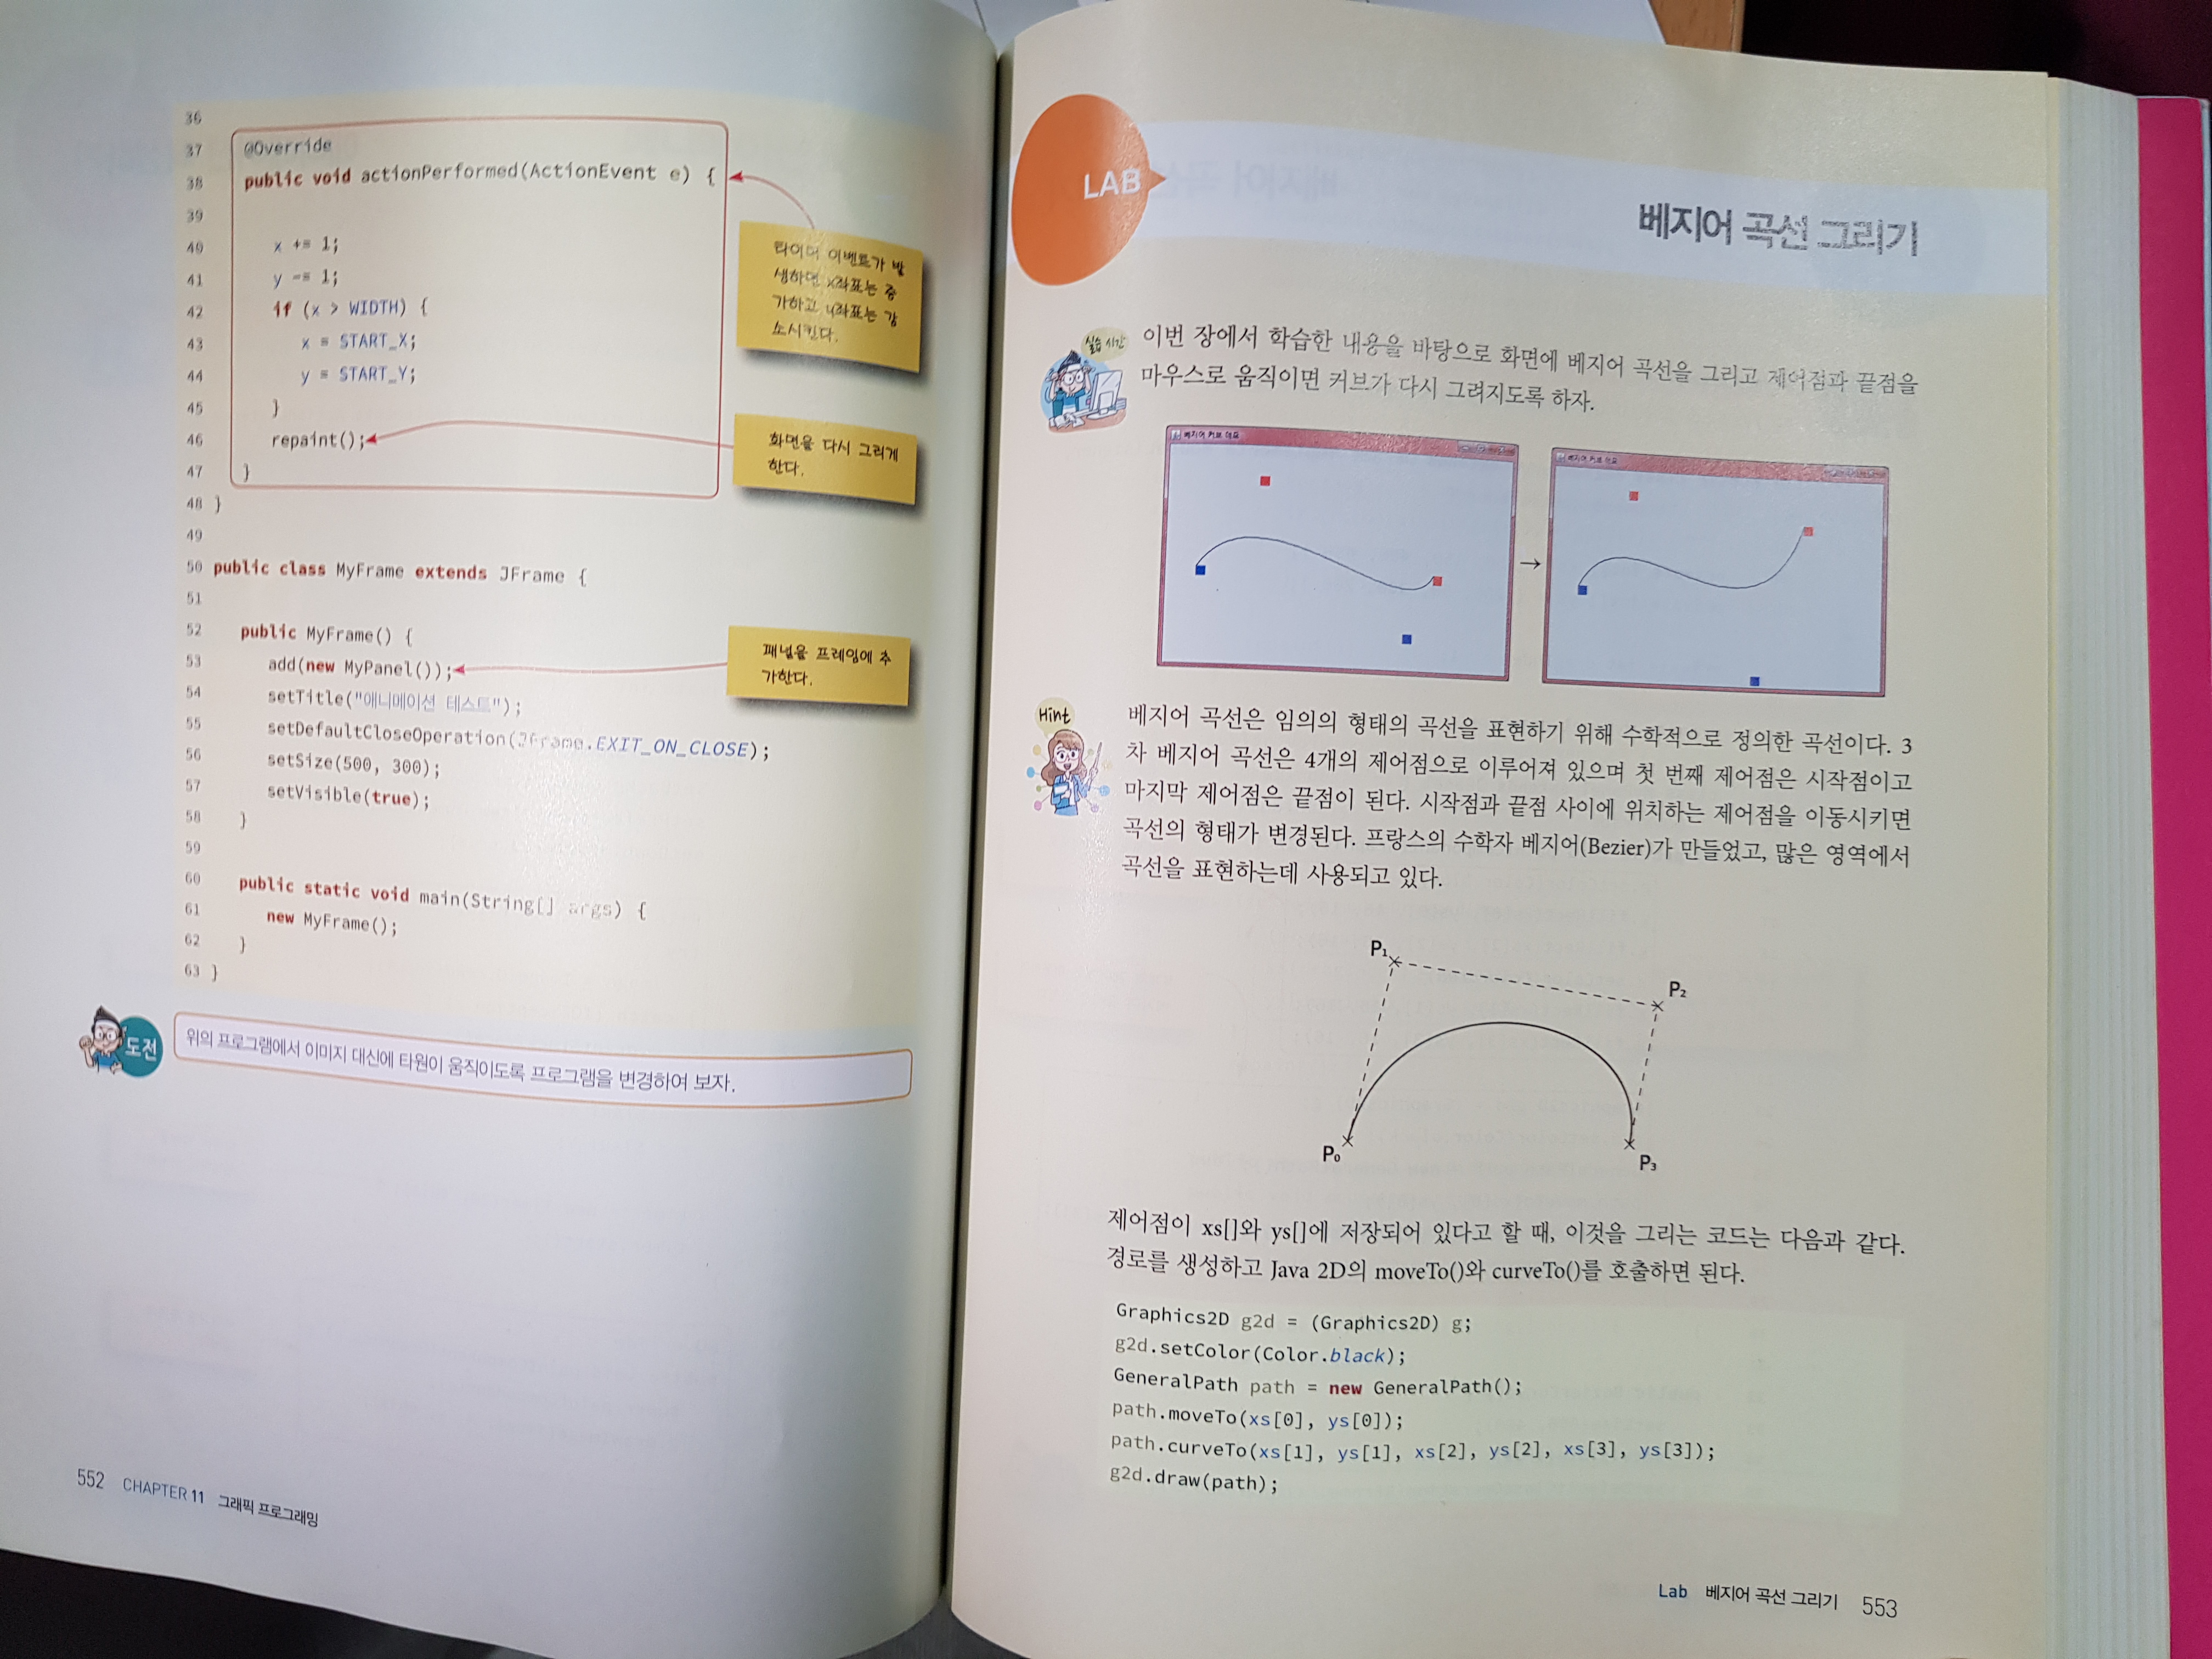 36
37 @Override
38 public void actionPerformed(ActionEvent e) {
39
40 x += 1;
41 y -= 1;
42 if (x > WIDTH) {
43 x = START_X;
44 y = START_Y;
45 }
46 repaint();
47 }
48 }
49
50 public class MyFrame extends JFrame {
51
52 public MyFrame() {
53 add(new MyPanel());
54 setTitle("애니메이션 테스트");
55 setDefaultCloseOperation(JFrame.EXIT_ON_CLOSE);
56 setSize(500, 300);
57 setVisible(true);
58 }
59
60 public static void main(String[] args) {
61 new MyFrame();
62 }
63 }
타이머 이벤트가 발
생하면 x좌표는 증
가하고 y좌표는 감
소시킨다.
화면을 다시 그리게
한다.
패널을 프레임에 추
가한다.
도전
위의 프로그램에서 이미지 대신에 타원이 움직이도록 프로그램을 변경하여 보자.
552 CHAPTER 11 그래픽 프로그래밍
LAB
베지어 곡선 그리기
실습 시간
이번 장에서 학습한 내용을 바탕으로 화면에 베지어 곡선을 그리고 제어점과 끝점을
마우스로 움직이면 커브가 다시 그려지도록 하자.
베지어 커브
베지어 커브
→
Hint
베지어 곡선은 임의의 형태의 곡선을 표현하기 위해 수학적으로 정의한 곡선이다. 3
차 베지어 곡선은 4개의 제어점으로 이루어져 있으며 첫 번째 제어점은 시작점이고
마지막 제어점은 끝점이 된다. 시작점과 끝점 사이에 위치하는 제어점을 이동시키면
곡선의 형태가 변경된다. 프랑스의 수학자 베지어(Bezier)가 만들었고, 많은 영역에서
곡선을 표현하는데 사용되고 있다.
P₁
P₂
P₀
P₃
제어점이 xs[]와 ys[]에 저장되어 있다고 할 때, 이것을 그리는 코드는 다음과 같다.
경로를 생성하고 Java 2D의 moveTo()와 curveTo()를 호출하면 된다.
Graphics2D g2d = (Graphics2D) g;
g2d.setColor(Color.black);
GeneralPath path = new GeneralPath();
path.moveTo(xs[0], ys[0]);
path.curveTo(xs[1], ys[1], xs[2], ys[2], xs[3], ys[3]);
g2d.draw(path);
Lab 베지어 곡선 그리기 553